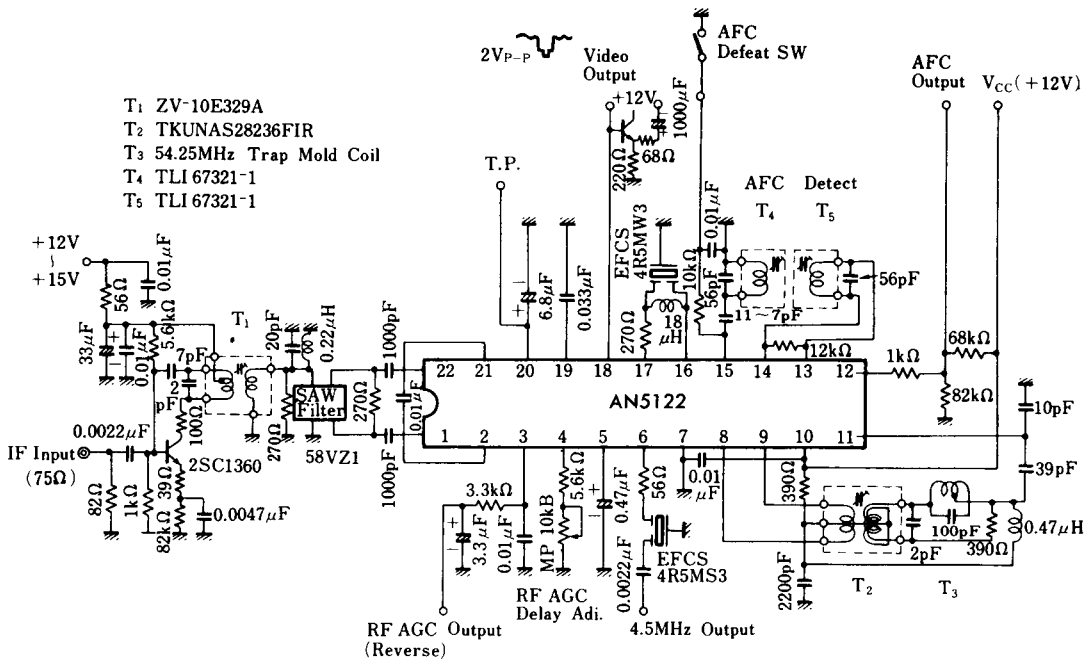 2V P-P
Video
Output
AFC
Defeat SW
AFC
Output
VCC (+12V)
T1 ZV-10E329A
T2 TKUNAS28236FIR
T3 54.25MHz Trap Mold Coil
T4 TLI 67321-1
T5 TLI 67321-1
+12V
1000μF
68Ω
220Ω
T.P.
AFC Detect
T4 T5
+12V
~
+15V
0.01μF
56Ω
33μF
+
−
0.01μF
5.6kΩ
T1
7pF
2
pF
100Ω
20pF
0.22μH
270Ω
SAW
Filter
58VZ1
1000pF
270Ω
1000pF
0.01μF
+
−
6.8μF
0.033μF
EFCS
4R5MW3
270Ω
18
μH
10kΩ
0.01μF
56pF
11~7pF
56pF
12kΩ
1kΩ
68kΩ
82kΩ
10pF
39pF
22 21 20 19 18 17 16 15 14 13 12
AN5122
1 2 3 4 5 6 7 8 9 10 11
IF Input
(75Ω)
0.0022μF
82Ω
1kΩ
82kΩ
2SC1360
39Ω
0.0047μF
3.3kΩ
+
−
3.3μF
0.01μF
5.6kΩ
MP 10kB
+
−
0.47μF
56Ω
0.0022μF
EFCS
4R5MS3
0.01
μF
390Ω
2200pF
T2
2pF
100pF
T3
390Ω
0.47μH
RF AGC Output
(Reverse)
RF AGC
Delay Adj.
4.5MHz Output